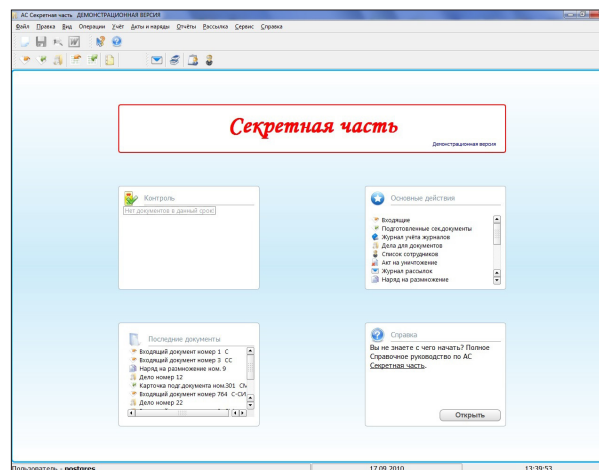 АС Секретная часть ДЕМОНСТРАЦИОННАЯ ВЕРСИЯ
Файл Правка Вид Операции Учёт Акты и наряды Отчёты Рассылка Сервис Справка
Секретная часть
Демонстрационная версия
Контроль
Нет документов в данный срок!
Основные действия
Входящие
Подготовленные сек.документы
Журнал учёта журналов
Дела для документов
Список сотрудников
Акт на уничтожение
Журнал рассылок
Наряд на размножение
Последние документы
Входящий документ номер 1 С
Входящий документ номер 3 СС
Наряд на размножение ном. 9
Дело номер 12
Карточка подг.документа ном.301
Входящий документ номер 764 С-СИ
Дело номер 22
Справка
Вы не знаете с чего начать? Полное
Справочное руководство по АС
Секретная часть.
Открыть
Пользователь - postgres 17.09.2010 13:39:53